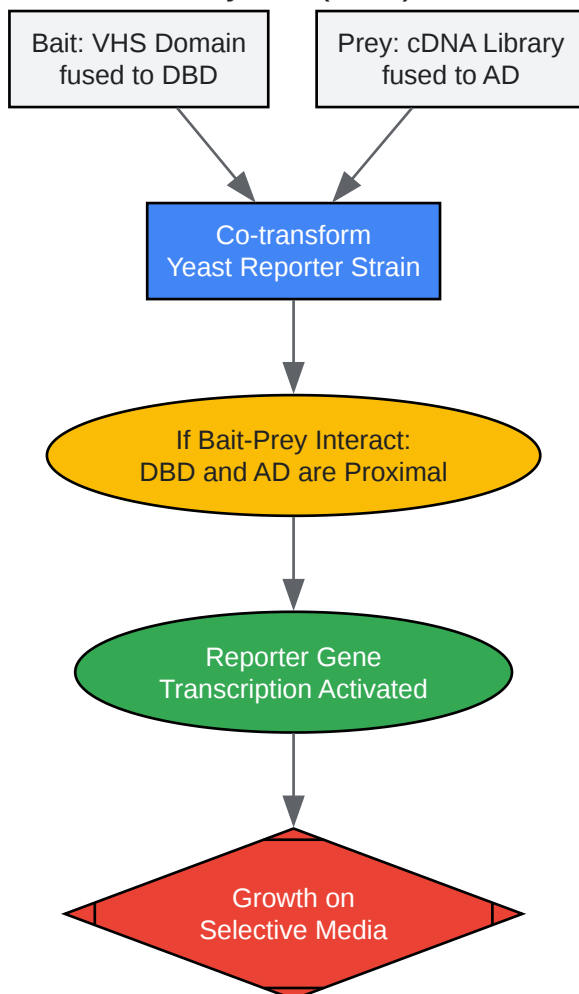 Bait: VHS Domain
fused to DBD
Prey: cDNA Library
fused to AD
Co-transform
Yeast Reporter Strain
If Bait-Prey Interact:
DBD and AD are Proximal
Reporter Gene
Transcription Activated
Growth on
Selective Media